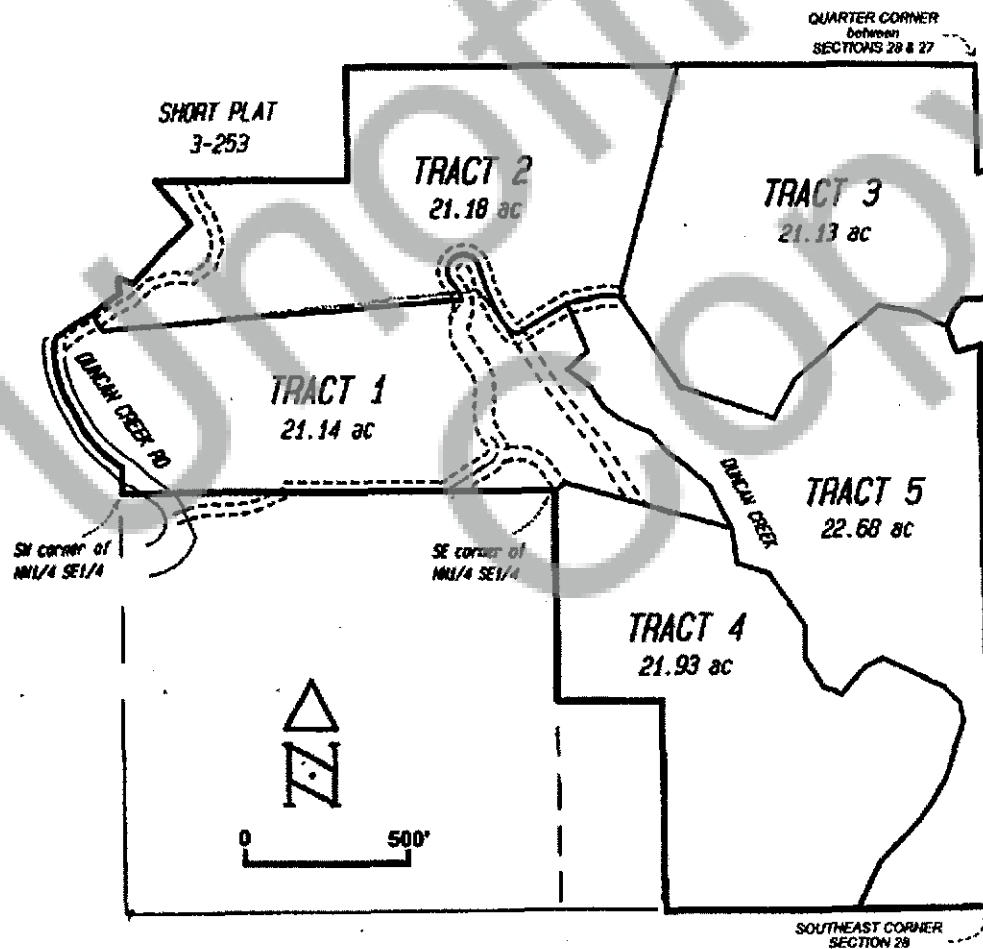 QUARTER CORNER
between
SECTIONS 28 & 27
SHORT PLAT
3-253
TRACT 2
21.18 ac
TRACT 3
21.13 ac
DUNCAN CREEK RD
TRACT 1
21.14 ac
DUNCAN CREEK
TRACT 5
22.68 ac
SW corner of
NW1/4 SE1/4
SE corner of
NW1/4 SE1/4
TRACT 4
21.93 ac
N
0 500'
SOUTHEAST CORNER
SECTION 28
Unofficial
Copy